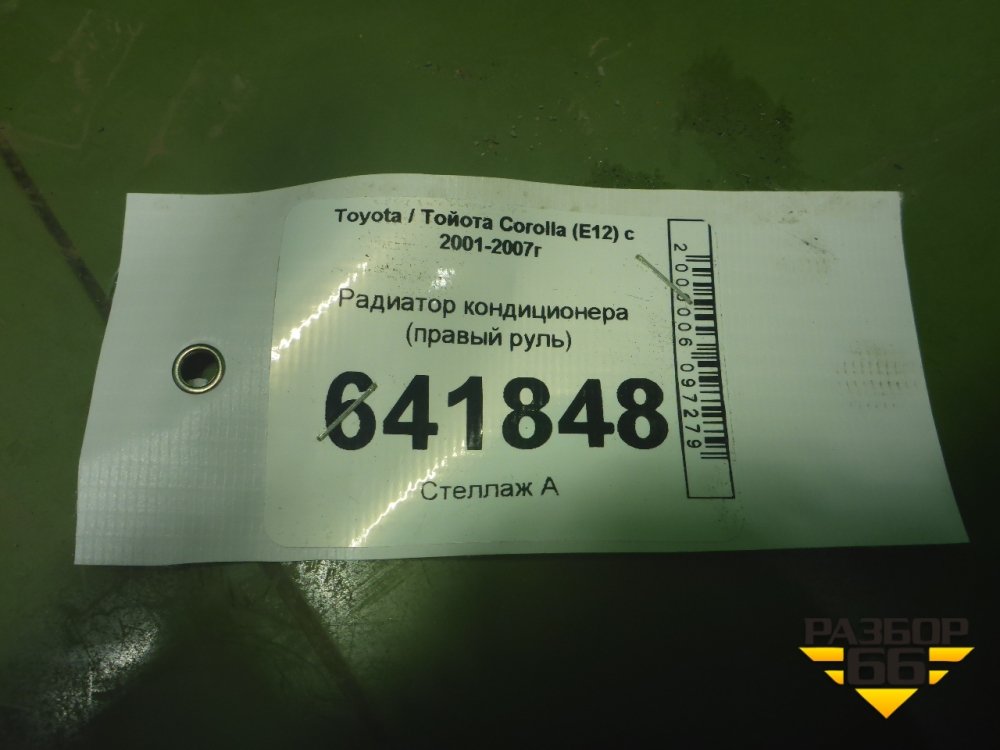 Toyota / Тойота Corolla (E12) с
2001-2007г
Радиатор кондиционера
(правый руль)
641848
Стеллаж А
2000006097279
РАЗБОР
66